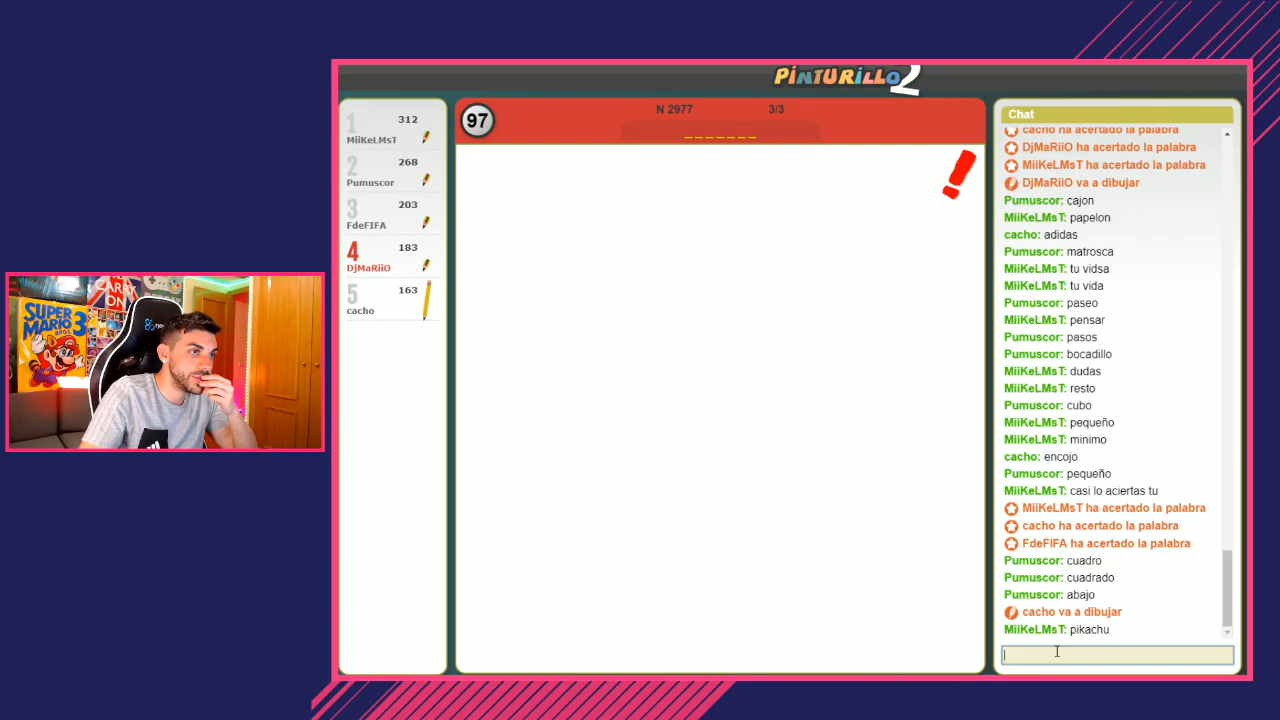 PiNTURiLLO 2
1
312
MiiKeLMsT
2
268
Pumuscor
3
203
FdeFIFA
4
183
DjMaRiiO
5
163
cacho
97
N 2977
3/3
_ _ _ _ _ _ _
!
Chat
cacho ha acertado la palabra
DjMaRiiO ha acertado la palabra
MiiKeLMsT ha acertado la palabra
DjMaRiiO va a dibujar
Pumuscor: cajon
MiiKeLMsT: papelon
cacho: adidas
Pumuscor: matrosca
MiiKeLMsT: tu vidsa
MiiKeLMsT: tu vida
Pumuscor: paseo
MiiKeLMsT: pensar
Pumuscor: pasos
Pumuscor: bocadillo
MiiKeLMsT: dudas
MiiKeLMsT: resto
Pumuscor: cubo
MiiKeLMsT: pequeño
MiiKeLMsT: minimo
cacho: encojo
Pumuscor: pequeño
MiiKeLMsT: casi lo aciertas tu
MiiKeLMsT ha acertado la palabra
cacho ha acertado la palabra
FdeFIFA ha acertado la palabra
Pumuscor: cuadro
Pumuscor: cuadrado
Pumuscor: abajo
cacho va a dibujar
MiiKeLMsT: pikachu
CARRY
ON
SUPER
MARIO 3
BROS.